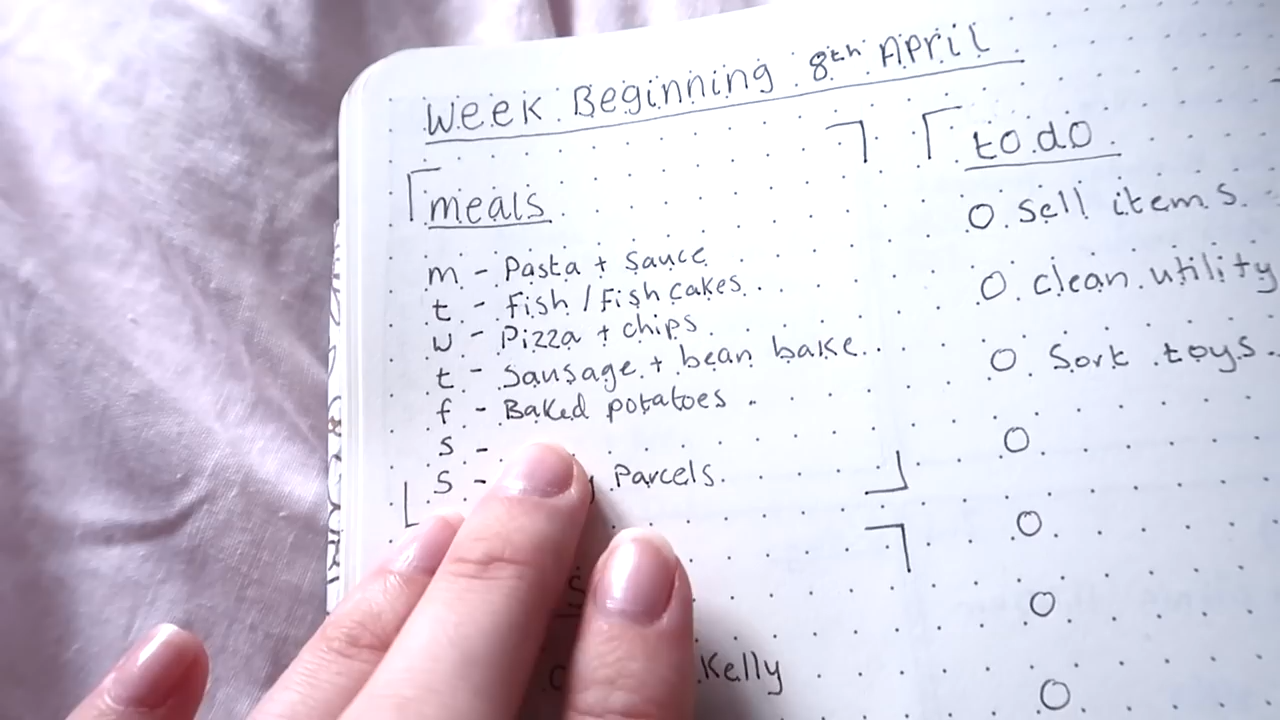 Week Beginning 8th April
meals
m - Pasta + sauce
t - fish / fish cakes
w - Pizza + chips
t - sausage + bean bake
f - Baked potatoes
s -
s - Parcels
Kelly
to do
O sell items
O clean utility
O Sort toys